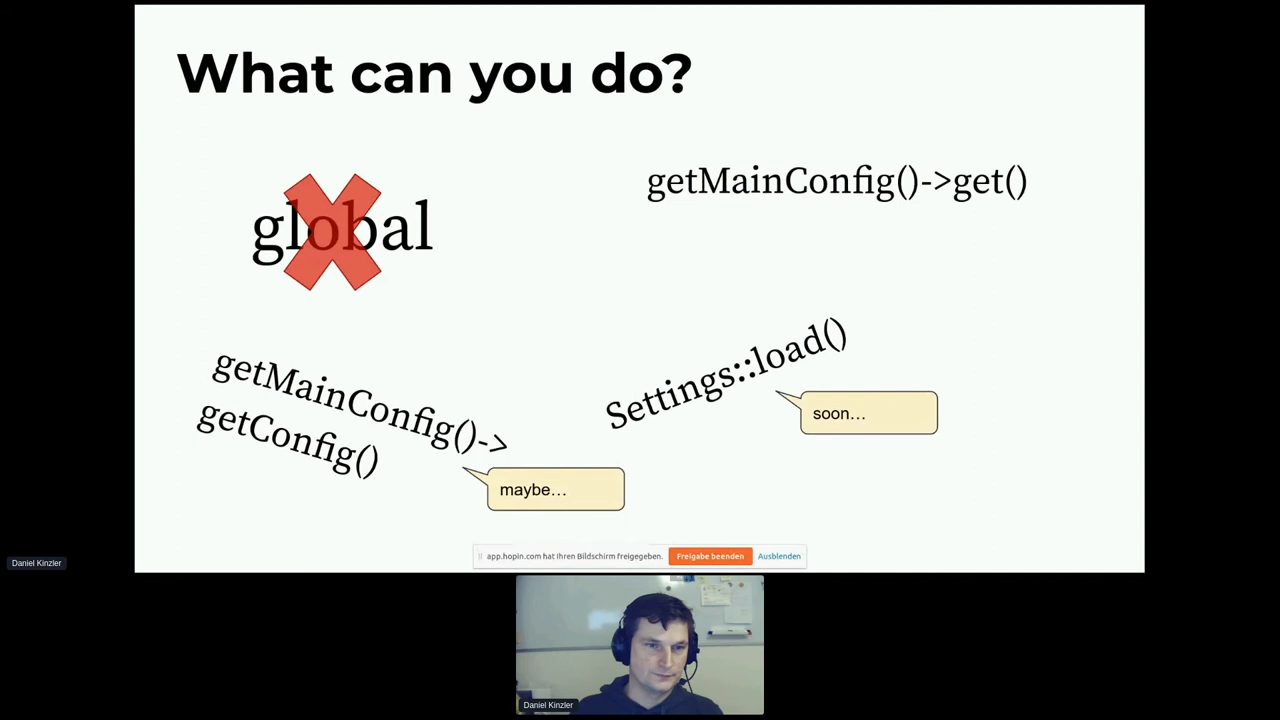 What can you do?
global
getMainConfig()->get()
getMainConfig()->
getConfig()
maybe…
Settings::load()
soon…
app.hopin.com hat Ihren Bildschirm freigegeben.
Freigabe beenden
Ausblenden
Daniel Kinzler
Daniel Kinzler